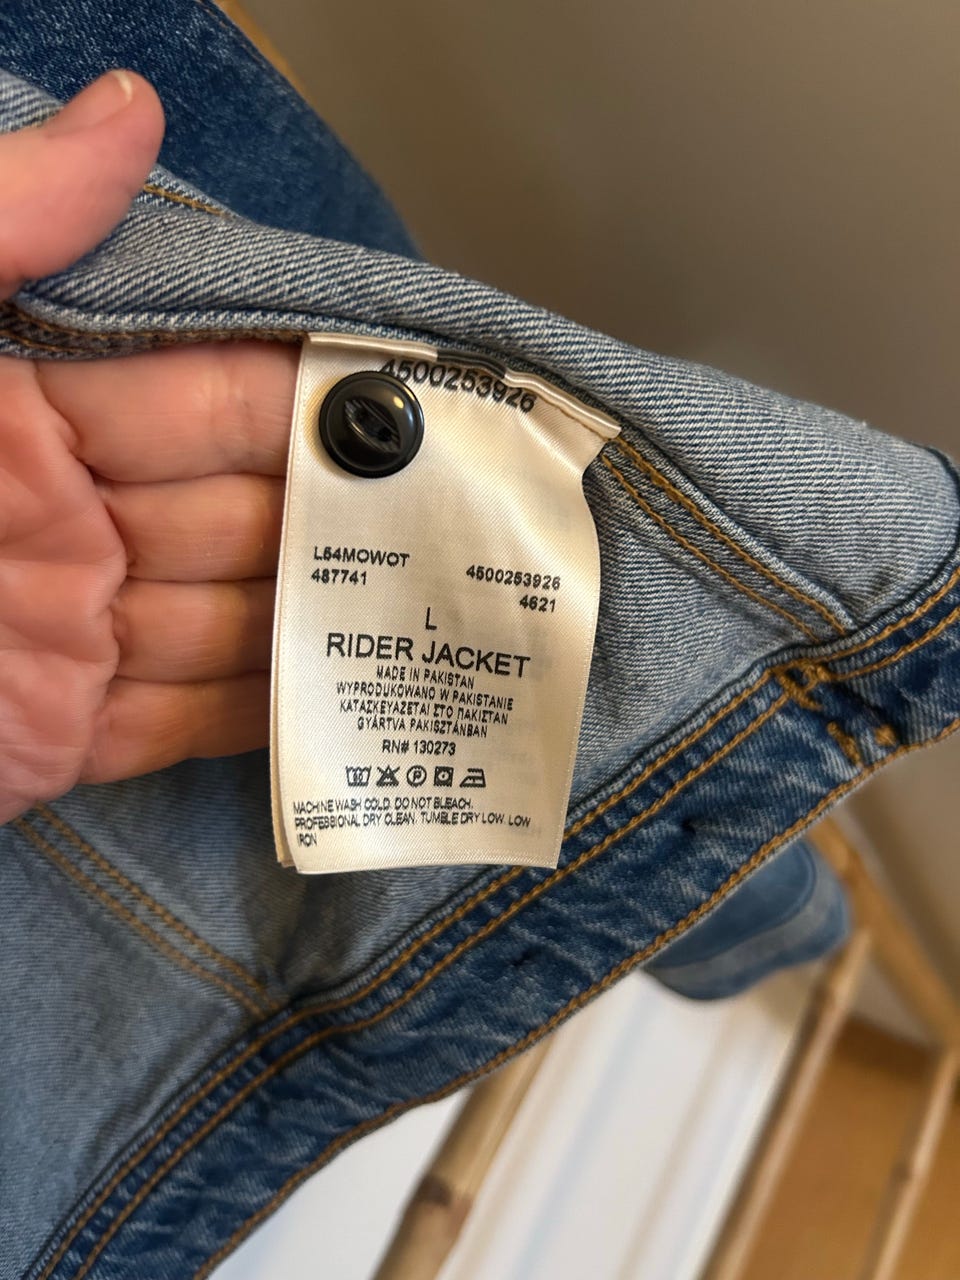 4500253926
L54MOWOT
487741
4500253926
4621
L
RIDER JACKET
MADE IN PAKISTAN
WYPRODUKOWANO W PAKISTANIE
ΚΑΤΑΣΚΕΥΑΖΕΤΑΙ ΣΤΟ ΠΑΚΙΣΤΑΝ
GYÁRTVA PAKISZTÁNBAN
RN# 130273
MACHINE WASH COLD. DO NOT BLEACH.
PROFESSIONAL DRY CLEAN. TUMBLE DRY LOW. LOW
IRON